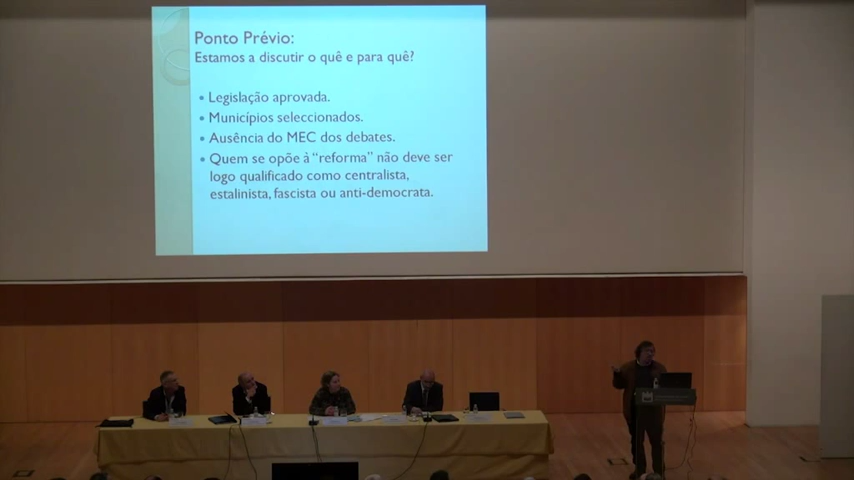 Ponto Prévio:
Estamos a discutir o quê e para quê?
• Legislação aprovada.
• Municípios seleccionados.
• Ausência do MEC dos debates.
• Quem se opõe à “reforma” não deve ser
logo qualificado como centralista,
estalinista, fascista ou anti-democrata.